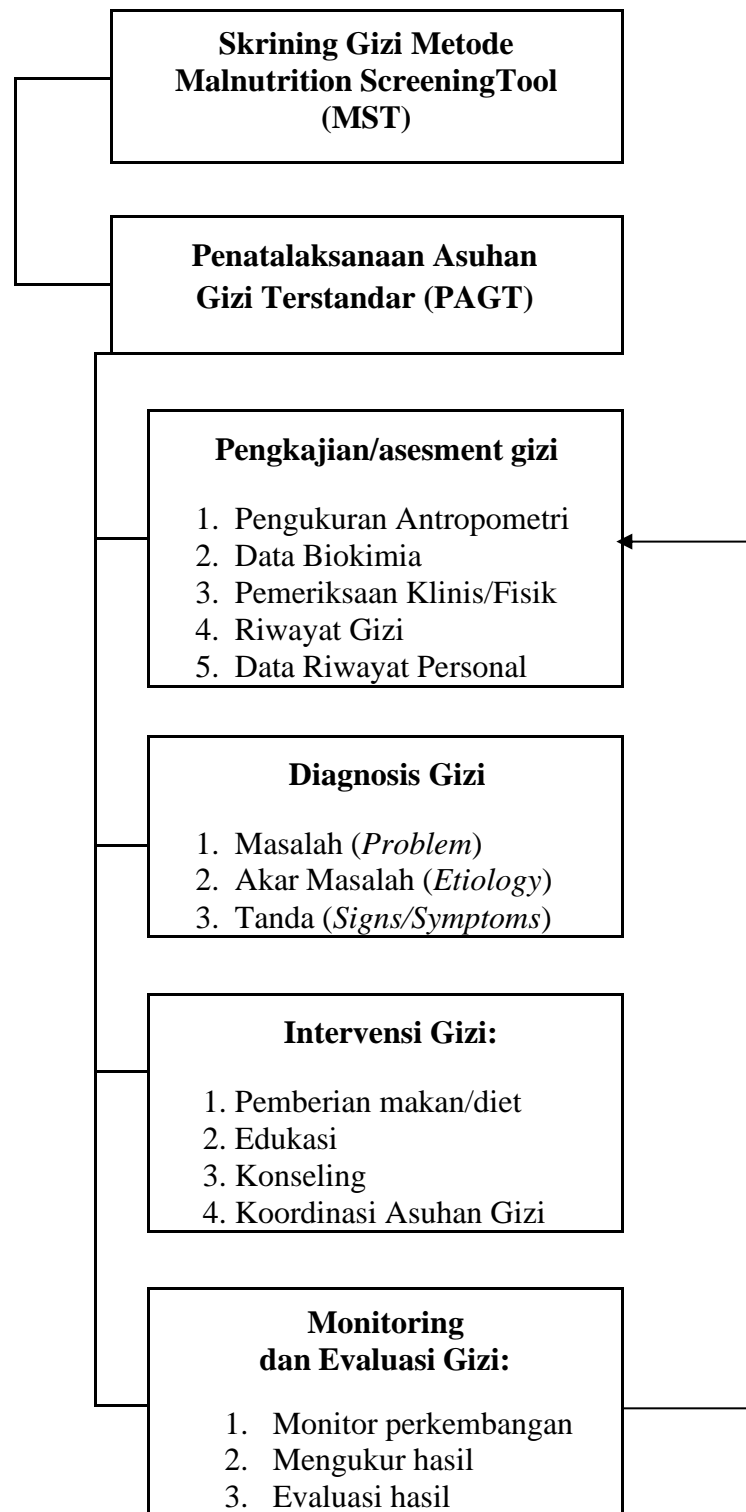 Skrining Gizi Metode
Malnutrition ScreeningTool
(MST)
Penatalaksanaan Asuhan
Gizi Terstandar (PAGT)
Pengkajian/asesment gizi
1. Pengukuran Antropometri
2. Data Biokimia
3. Pemeriksaan Klinis/Fisik
4. Riwayat Gizi
5. Data Riwayat Personal
Diagnosis Gizi
1. Masalah (Problem)
2. Akar Masalah (Etiology)
3. Tanda (Signs/Symptoms)
Intervensi Gizi:
1. Pemberian makan/diet
2. Edukasi
3. Konseling
4. Koordinasi Asuhan Gizi
Monitoring
dan Evaluasi Gizi:
1. Monitor perkembangan
2. Mengukur hasil
3. Evaluasi hasil